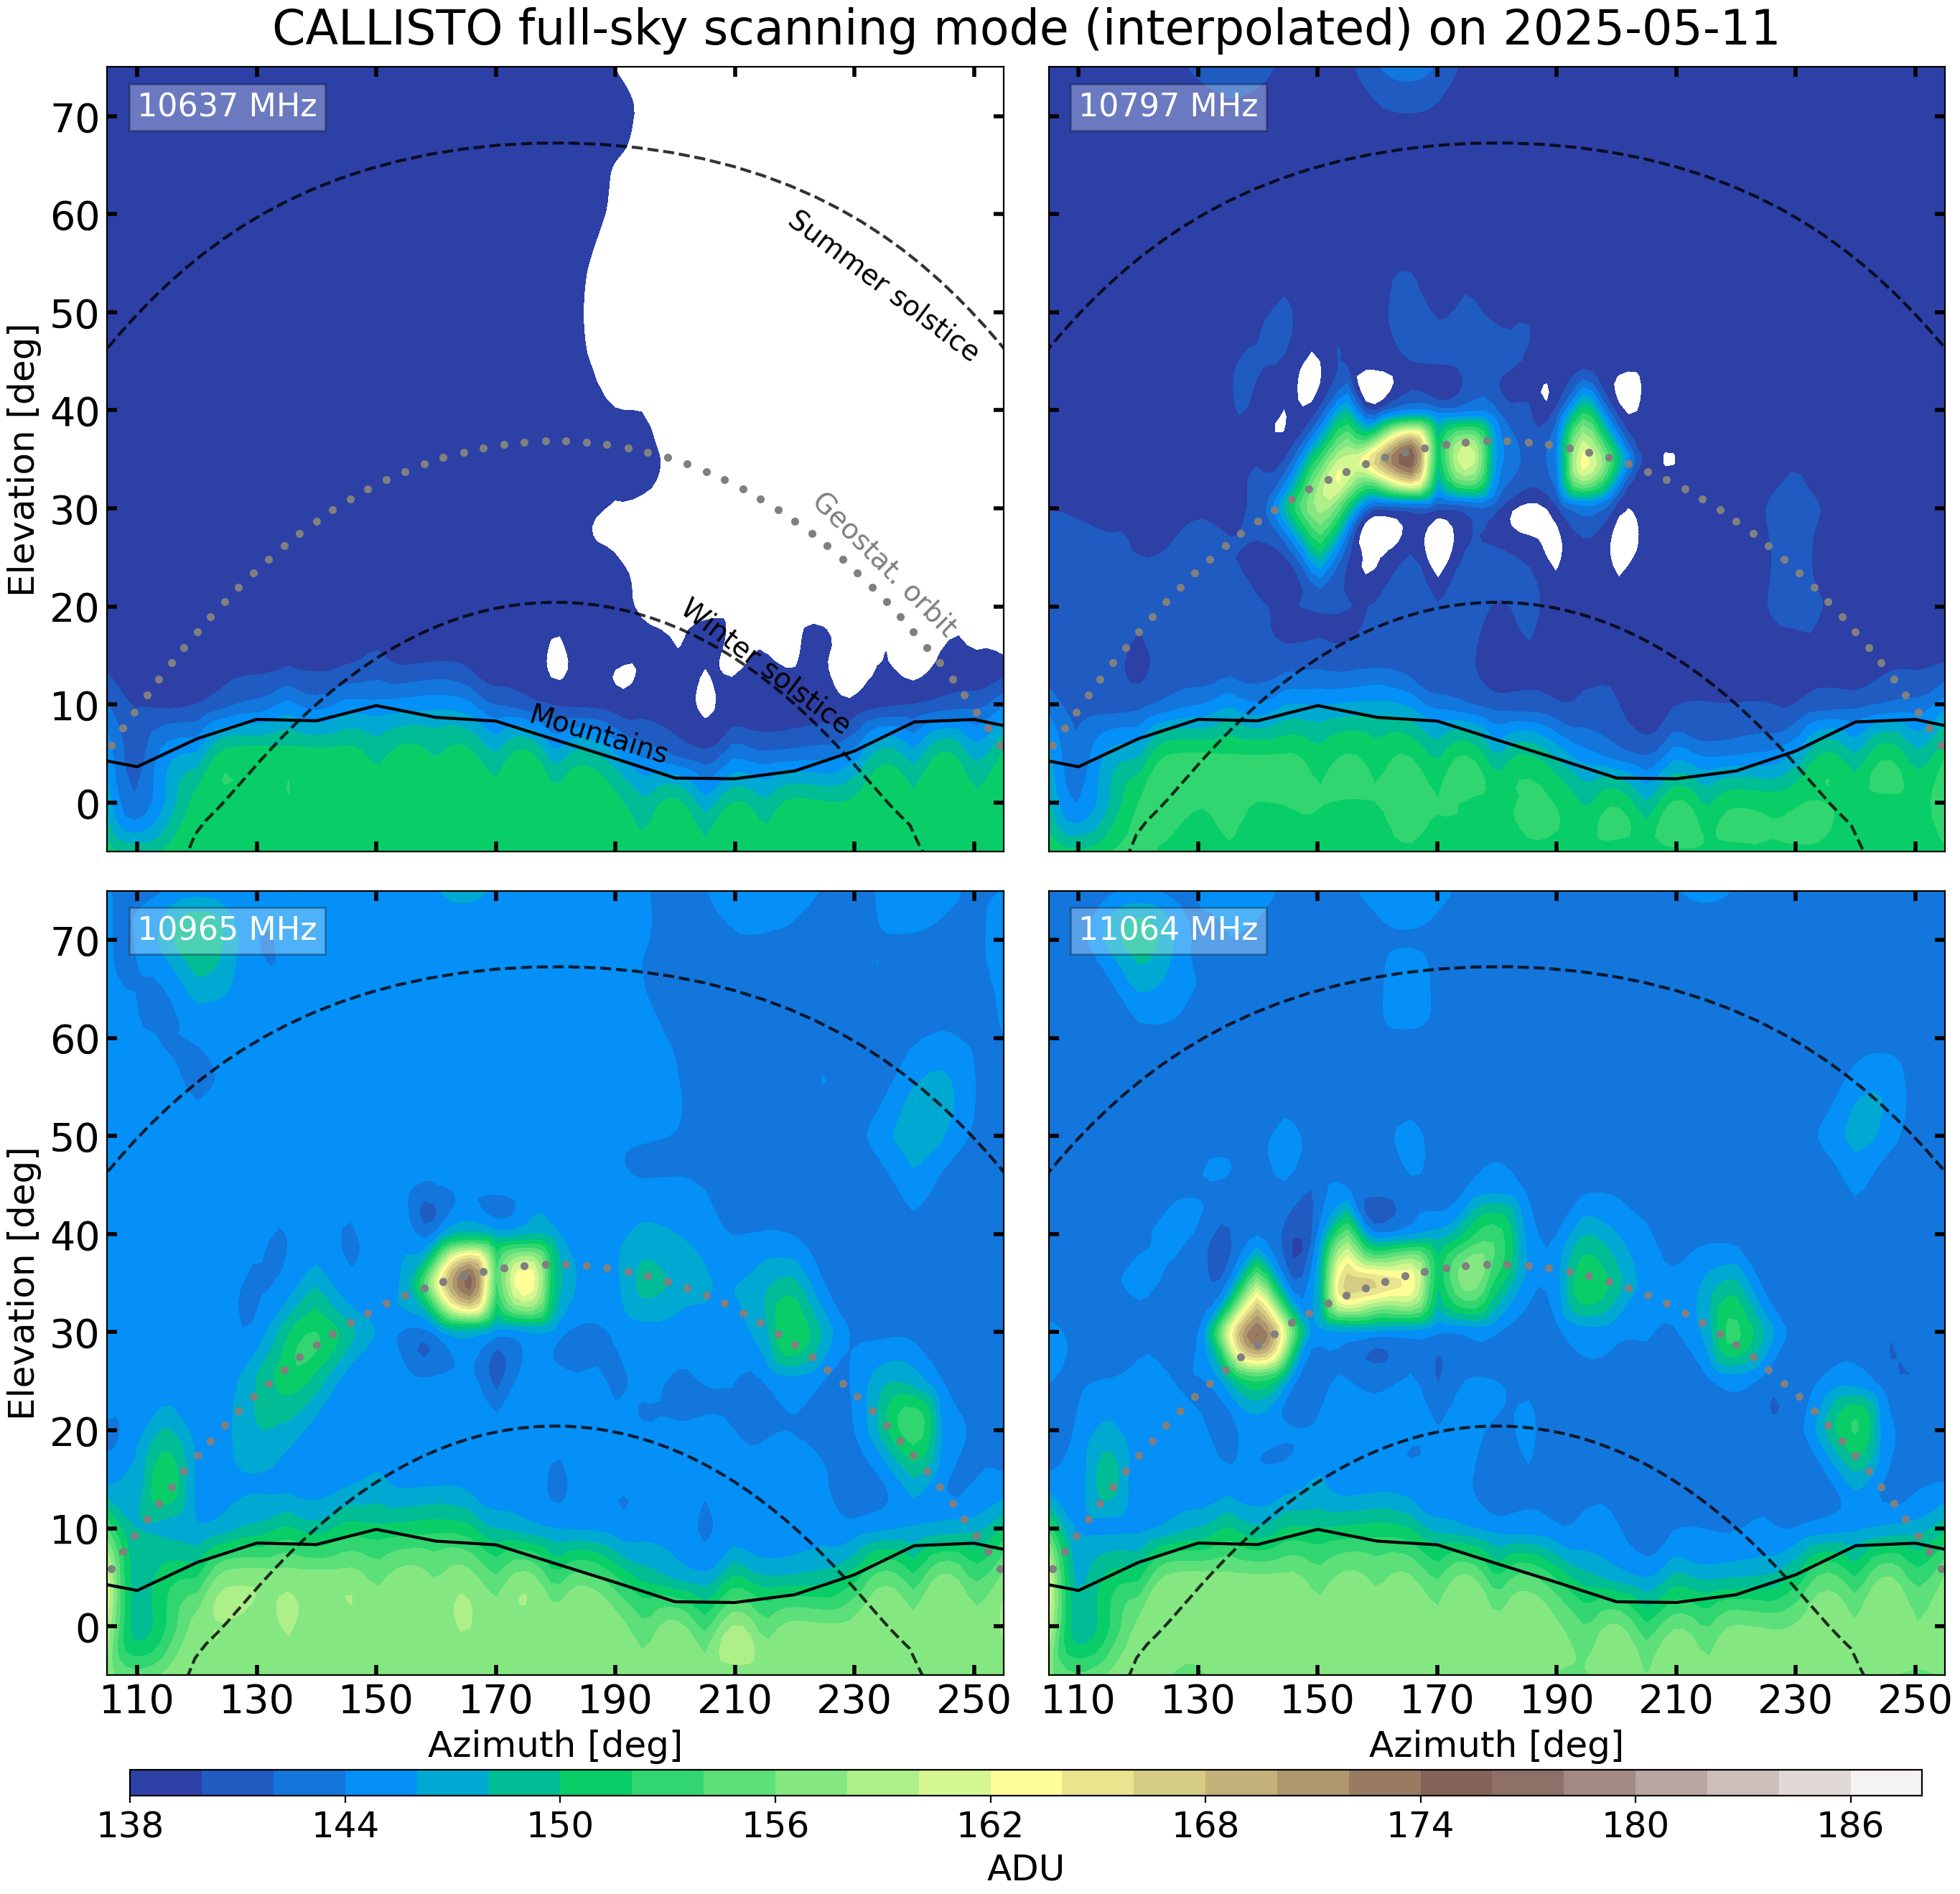 CALLISTO full-sky scanning mode (interpolated) on 2025-05-11
10637 MHz
10797 MHz
70
60
50
40
30
20
10
0
Elevation [deg]
Summer solstice
Geostat. orbit
Winter solstice
Mountains
10965 MHz
11064 MHz
70
60
50
40
30
20
10
0
Elevation [deg]
110 130 150 170 190 210 230 250
110 130 150 170 190 210 230 250
Azimuth [deg]
Azimuth [deg]
138 144 150 156 162 168 174 180 186
ADU